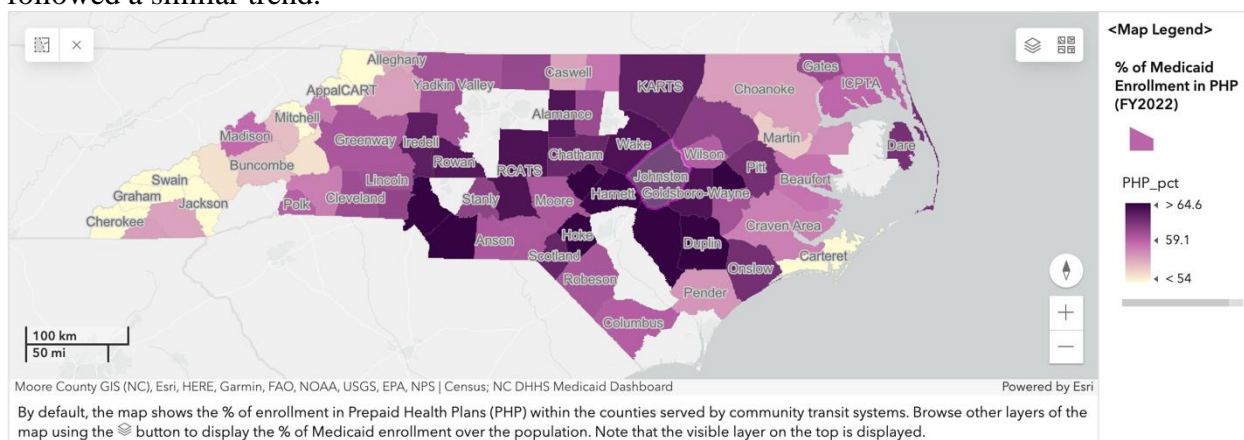 followed a similar trend.
<Map Legend>
% of Medicaid
Enrollment in PHP
(FY2022)
PHP_pct
> 64.6
59.1
< 54
Alleghany
Gates
AppalCART
Yadkin Valley
Caswell
KARTS
Choanoke
ICPTA
Mitchell
Alamance
Madison
Greenway
Iredell
Wake
Martin
Dare
Buncombe
Rowan
RCATS
Chatham
Wilson
Pitt
Swain
Lincoln
Johnston
Beaufort
Graham
Jackson
Polk
Cleveland
Stanly
Moore
Harnett
Goldsboro-Wayne
Cherokee
Anson
Hoke
Duplin
Craven Area
Scotland
Onslow
Carteret
Robeson
Pender
Columbus
100 km
50 mi
Moore County GIS (NC), Esri, HERE, Garmin, FAO, NOAA, USGS, EPA, NPS | Census; NC DHHS Medicaid Dashboard
Powered by Esri
By default, the map shows the % of enrollment in Prepaid Health Plans (PHP) within the counties served by community transit systems. Browse other layers of the
map using the button to display the % of Medicaid enrollment over the population. Note that the visible layer on the top is displayed.